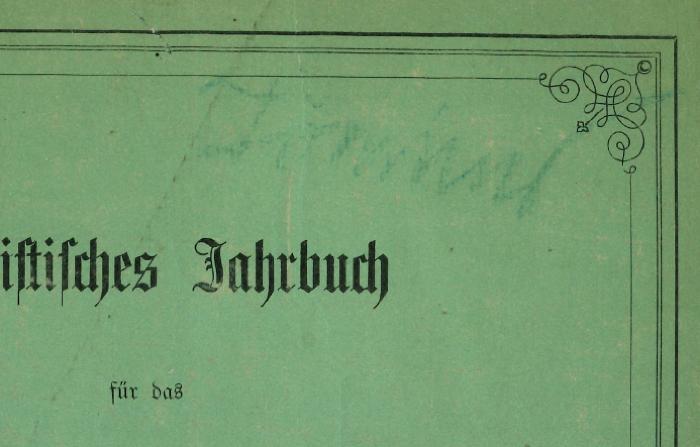 istisches Jahrbuch
für das